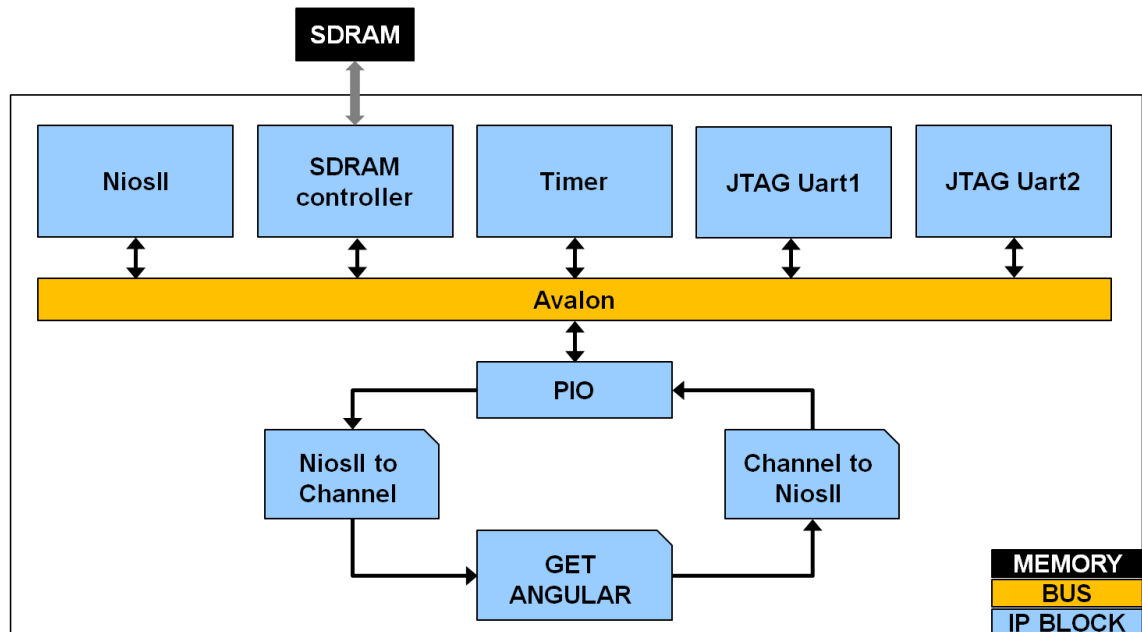 SDRAM
NiosII
SDRAM
controller
Timer
JTAG Uart1
JTAG Uart2
Avalon
PIO
NiosII to
Channel
Channel to
NiosII
GET
ANGULAR
MEMORY
BUS
IP BLOCK